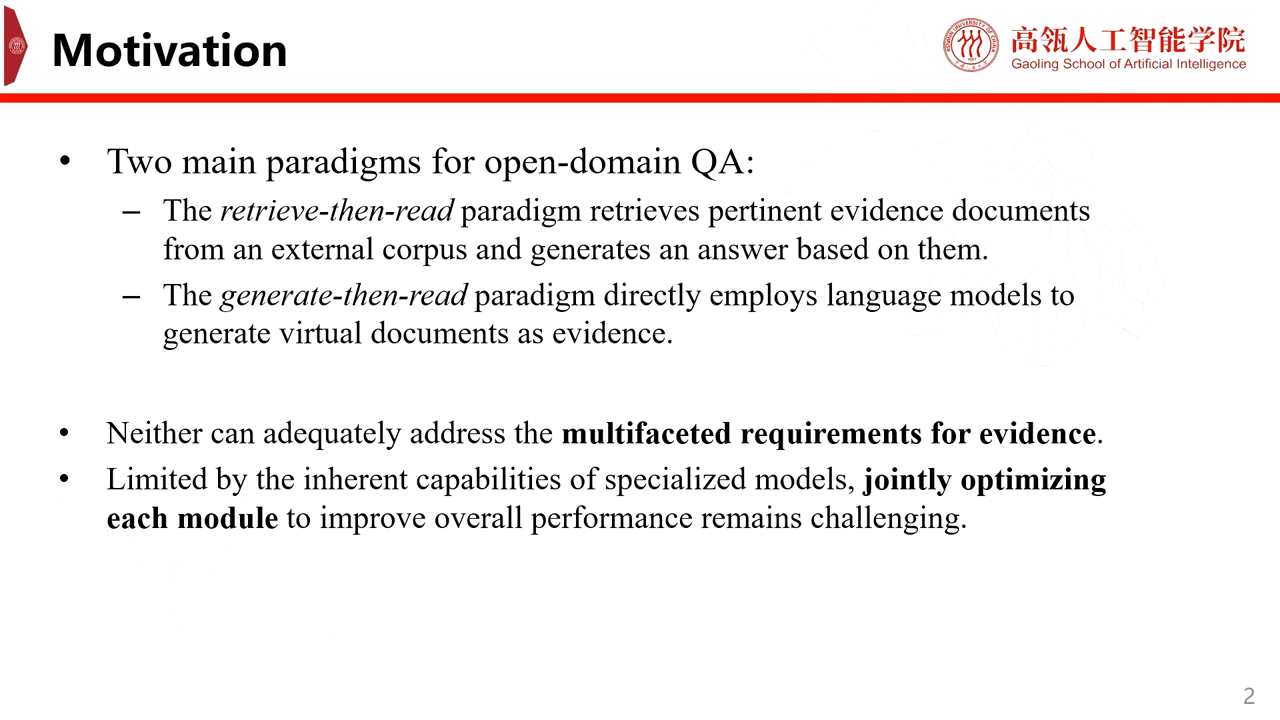 Motivation
高瓴人工智能学院
Gaoling School of Artificial Intelligence
• Two main paradigms for open-domain QA:
– The retrieve-then-read paradigm retrieves pertinent evidence documents
from an external corpus and generates an answer based on them.
– The generate-then-read paradigm directly employs language models to
generate virtual documents as evidence.
• Neither can adequately address the multifaceted requirements for evidence.
• Limited by the inherent capabilities of specialized models, jointly optimizing
each module to improve overall performance remains challenging.
2